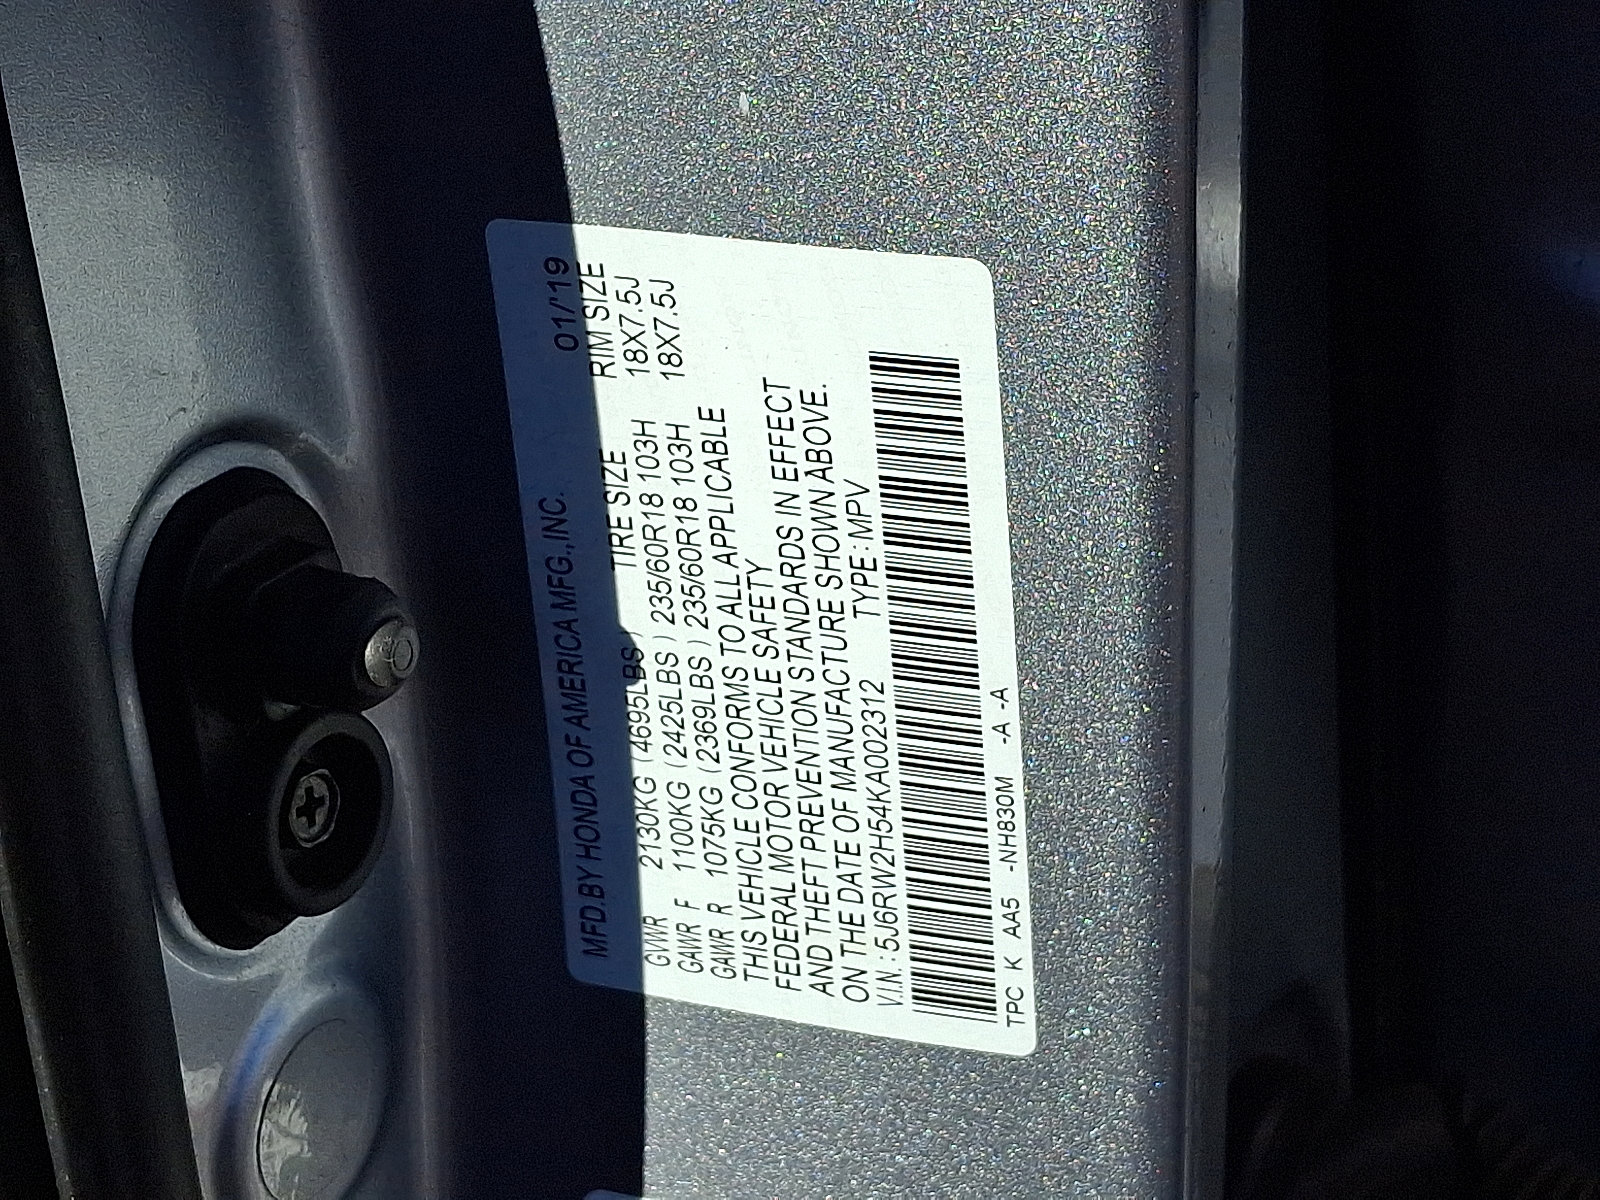 MFD.BY HONDA OF AMERICA MFG.,INC. 01/'19
TIRE SIZE RIM SIZE
GVWR 2130KG (4695LBS) 235/60R18 103H 18X7.5J
GAWR F 1100KG (2425LBS) 235/60R18 103H 18X7.5J
GAWR R 1075KG (2369LBS)
THIS VEHICLE CONFORMS TO ALL APPLICABLE
FEDERAL MOTOR VEHICLE SAFETY
AND THEFT PREVENTION STANDARDS IN EFFECT
ON THE DATE OF MANUFACTURE SHOWN ABOVE.
V.I.N.: 5J6RW2H54KA002312 TYPE: MPV
TPC K AA5 -NH830M -A -A